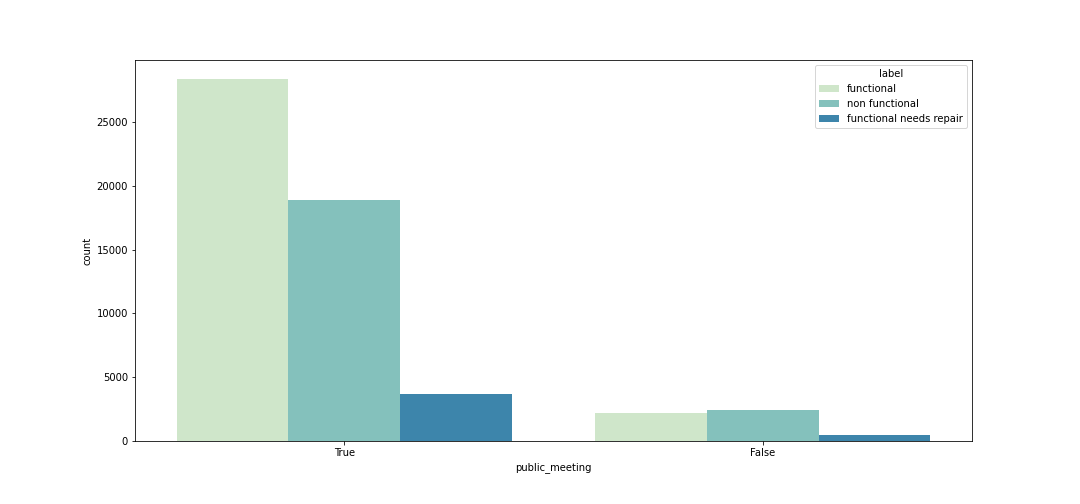 label
functional
non functional
functional needs repair
25000
20000
15000
10000
5000
0
count
True
False
public_meeting